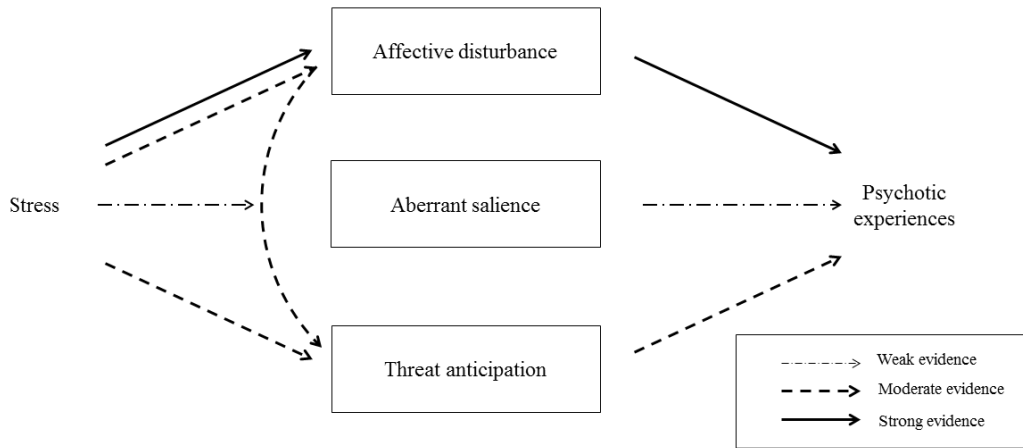 Affective disturbance
Stress
Aberrant salience
Psychotic
experiences
Threat anticipation
Weak evidence
Moderate evidence
Strong evidence